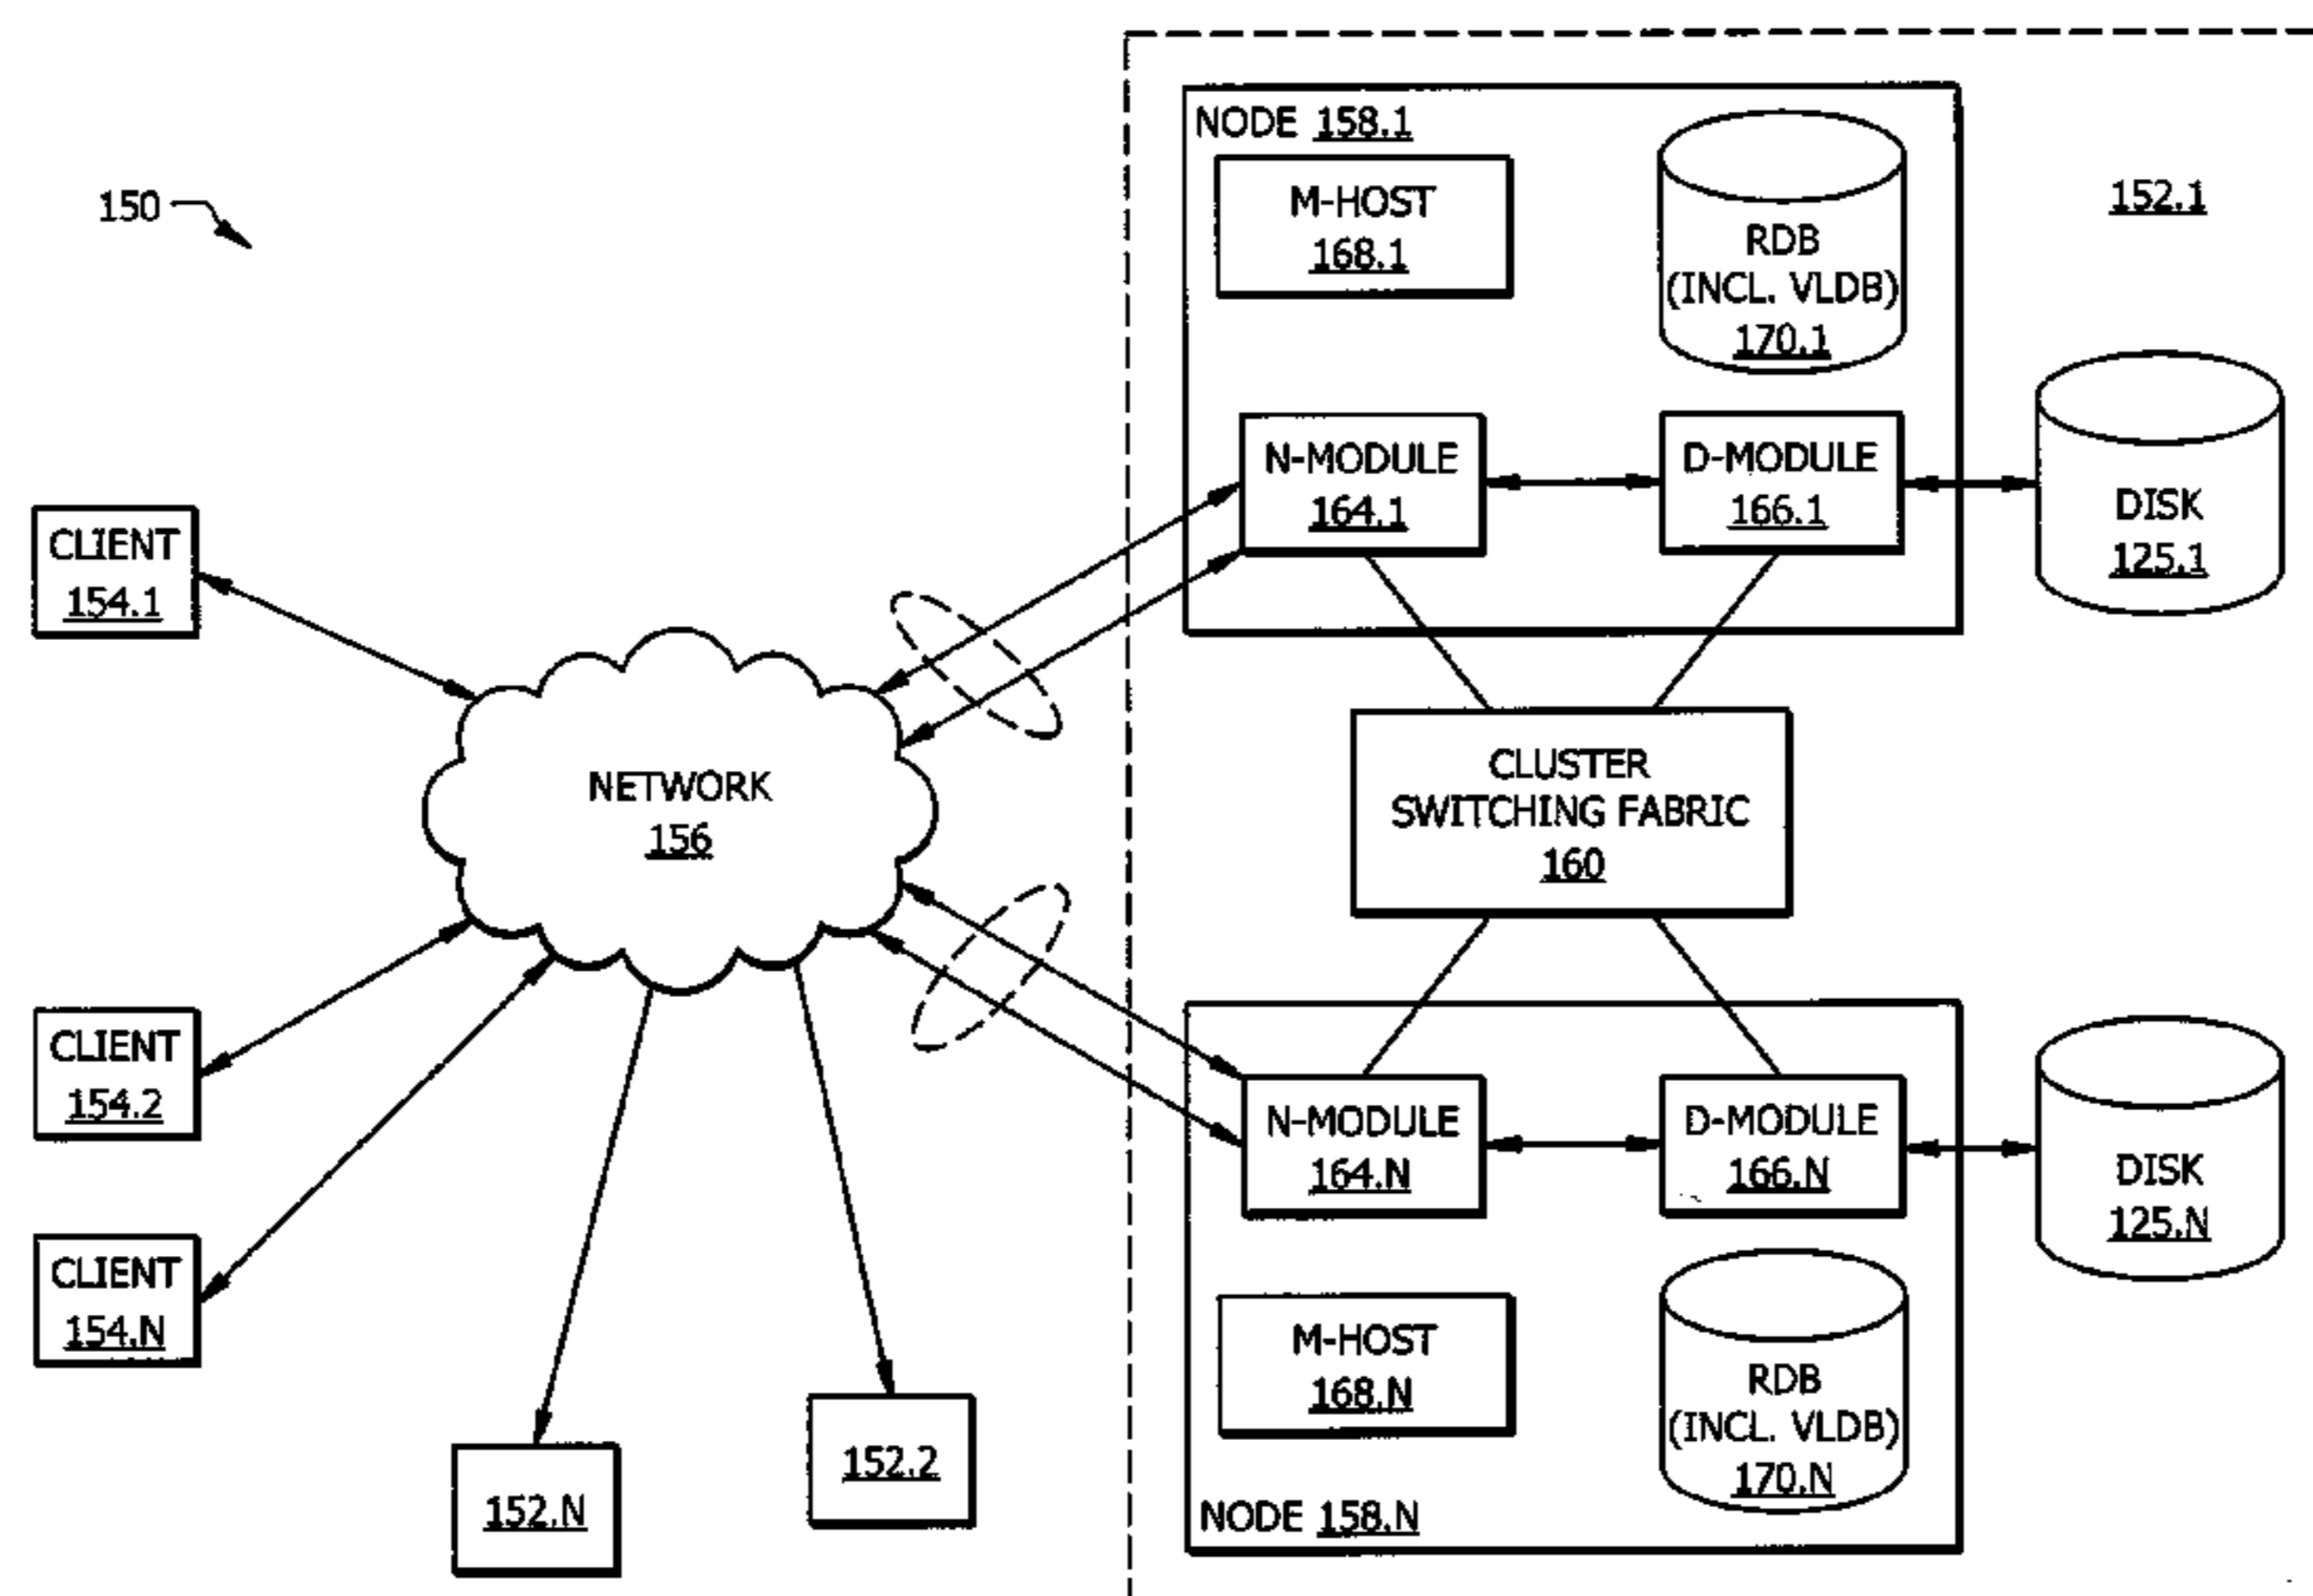 150
NODE 158.1
M-HOST
168.1
RDB
(INCL. VLDB)
170.1
152.1
N-MODULE
164.1
D-MODULE
166.1
DISK
125.1
CLIENT
154.1
NETWORK
156
CLUSTER
SWITCHING FABRIC
160
CLIENT
154.2
N-MODULE
164.N
D-MODULE
166.N
DISK
125.N
CLIENT
154.N
M-HOST
168.N
RDB
(INCL. VLDB)
170.N
152.N
152.2
NODE 158.N